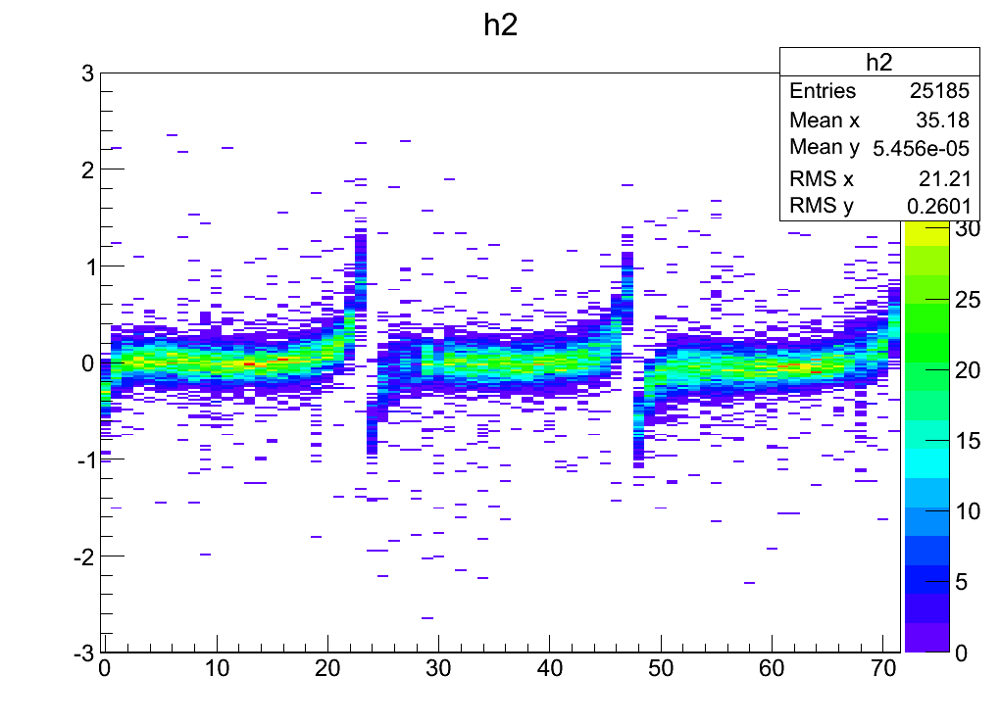 h2
h2
Entries 25185
Mean x 35.18
Mean y 5.456e-05
RMS x 21.21
RMS y 0.2601
3
2
1
0
-1
-2
-3
0 10 20 30 40 50 60 70
30
25
20
15
10
5
0